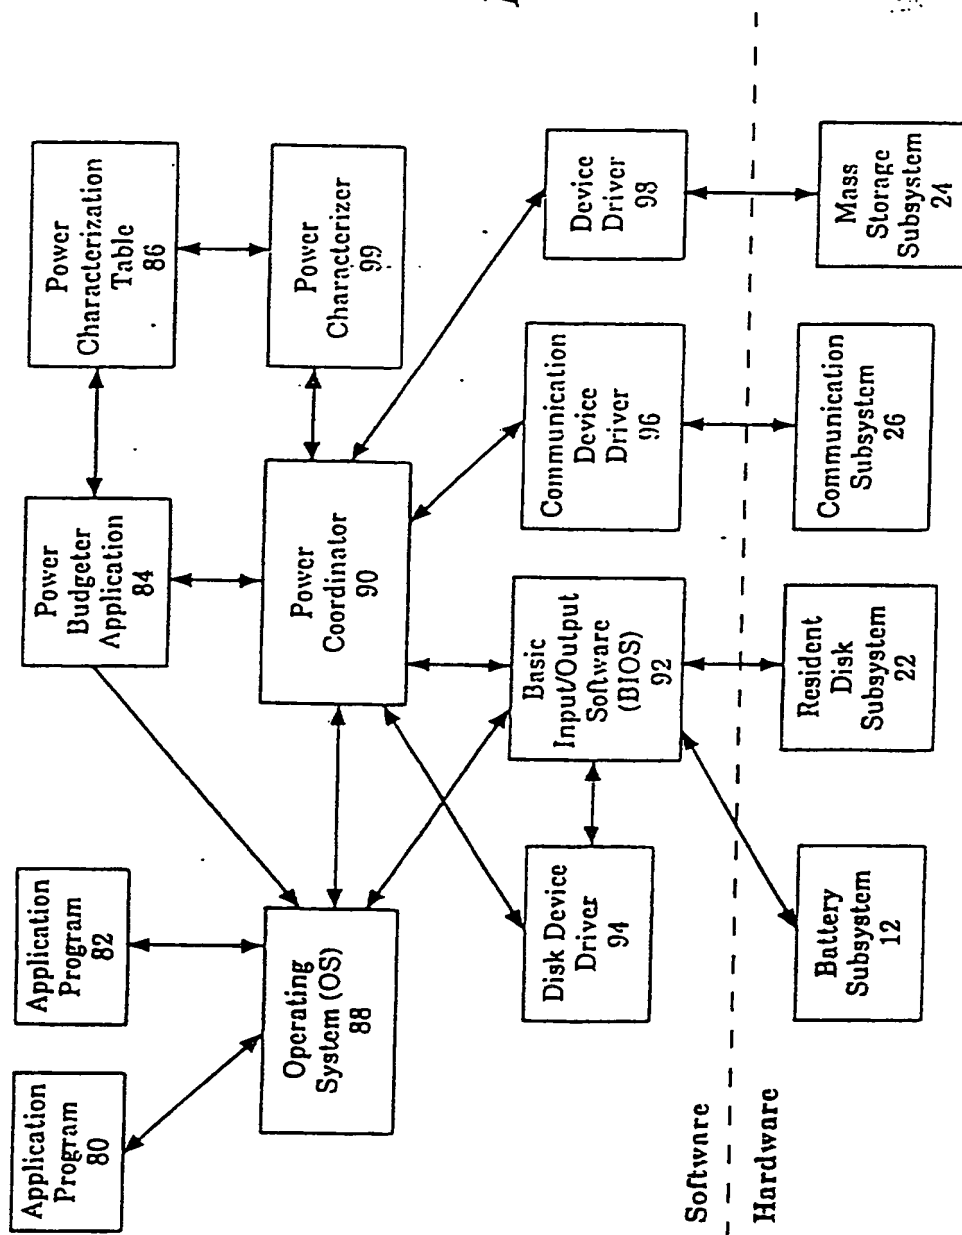 Application
Program
80
Application
Program
82
Power
Budgeter
Application
84
Power
Characterization
Table
86
Operating
System (OS)
88
Power
Coordinator
90
Power
Characterizer
99
Disk Device
Driver
94
Basic
Input/Output
Software
(BIOS)
92
Communication
Device
Driver
96
Device
Driver
98
Software
Hardware
Battery
Subsystem
12
Resident
Disk
Subsystem
22
Communication
Subsystem
26
Mass
Storage
Subsystem
24